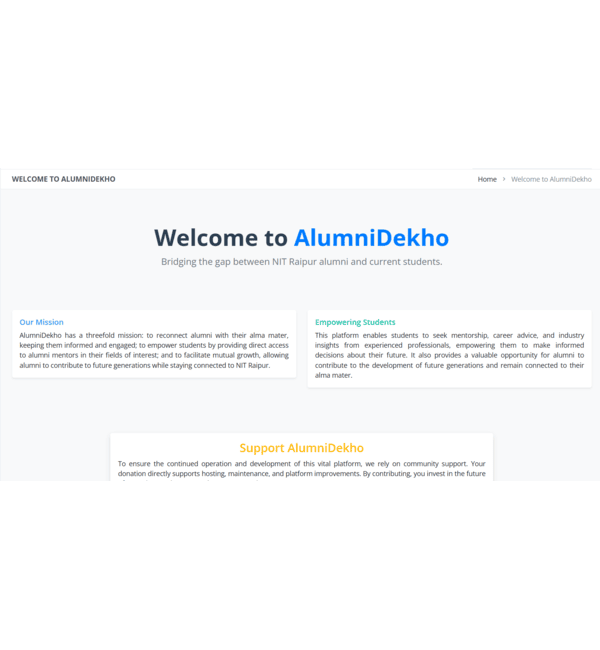 WELCOME TO ALUMNIDEKHO
Home > Welcome to AlumniDekho
Welcome to AlumniDekho
Bridging the gap between NIT Raipur alumni and current students.
Our Mission
AlumniDekho has a threefold mission: to reconnect alumni with their alma mater,
keeping them informed and engaged; to empower students by providing direct access
to alumni mentors in their fields of interest; and to facilitate mutual growth, allowing
alumni to contribute to future generations while staying connected to NIT Raipur.
Empowering Students
This platform enables students to seek mentorship, career advice, and industry
insights from experienced professionals, empowering them to make informed
decisions about their future. It also provides a valuable opportunity for alumni to
contribute to the development of future generations and remain connected to their
alma mater.
Support AlumniDekho
To ensure the continued operation and development of this vital platform, we rely on community support. Your
donation directly supports hosting, maintenance, and platform improvements. By contributing, you invest in the future